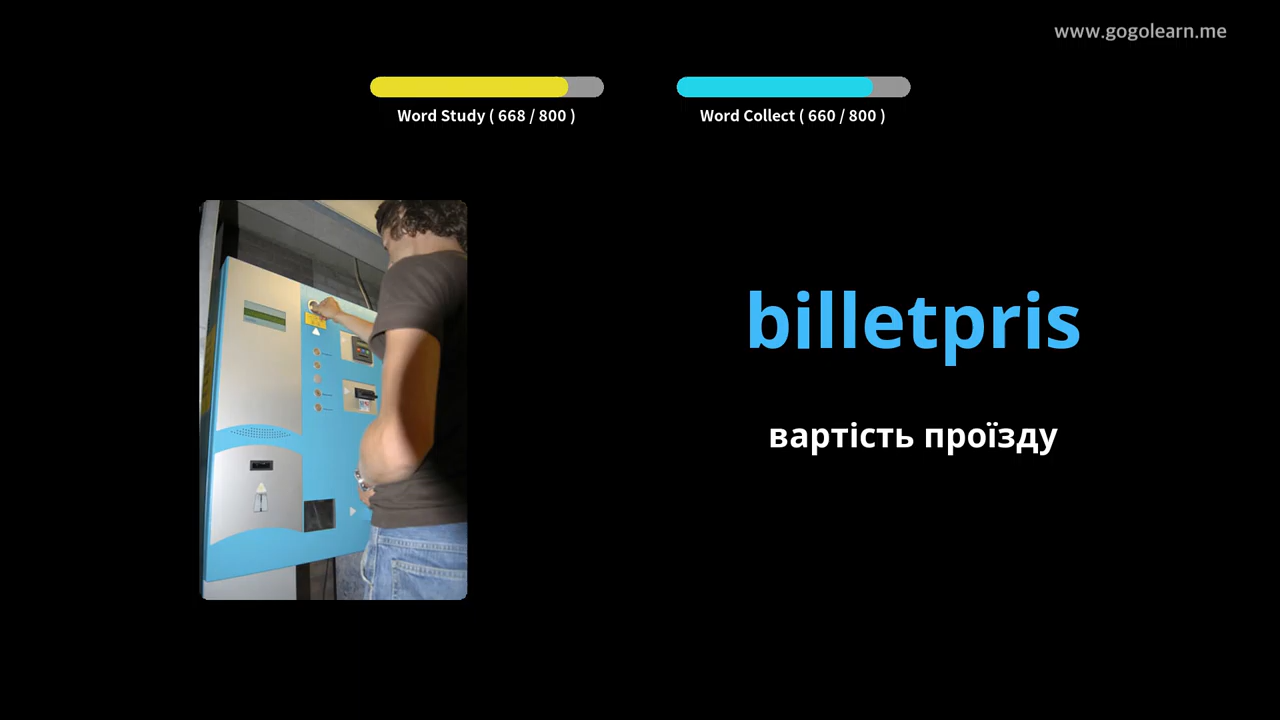 www.gogolearn.me
Word Study ( 668 / 800 )
Word Collect ( 660 / 800 )
billetpris
вартість проїзду